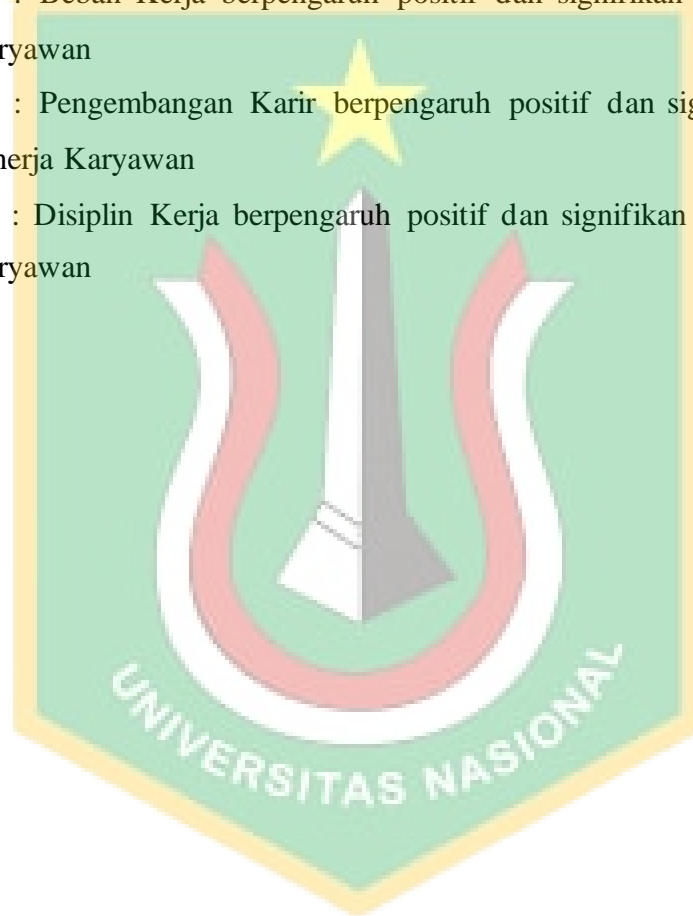 : Beban Kerja berpengaruh positif dan signifikan
ryawan
: Pengembangan Karir berpengaruh positif dan sig
nerja Karyawan
: Disiplin Kerja berpengaruh positif dan signifikan
ryawan
UNIVERSITAS NASIONAL